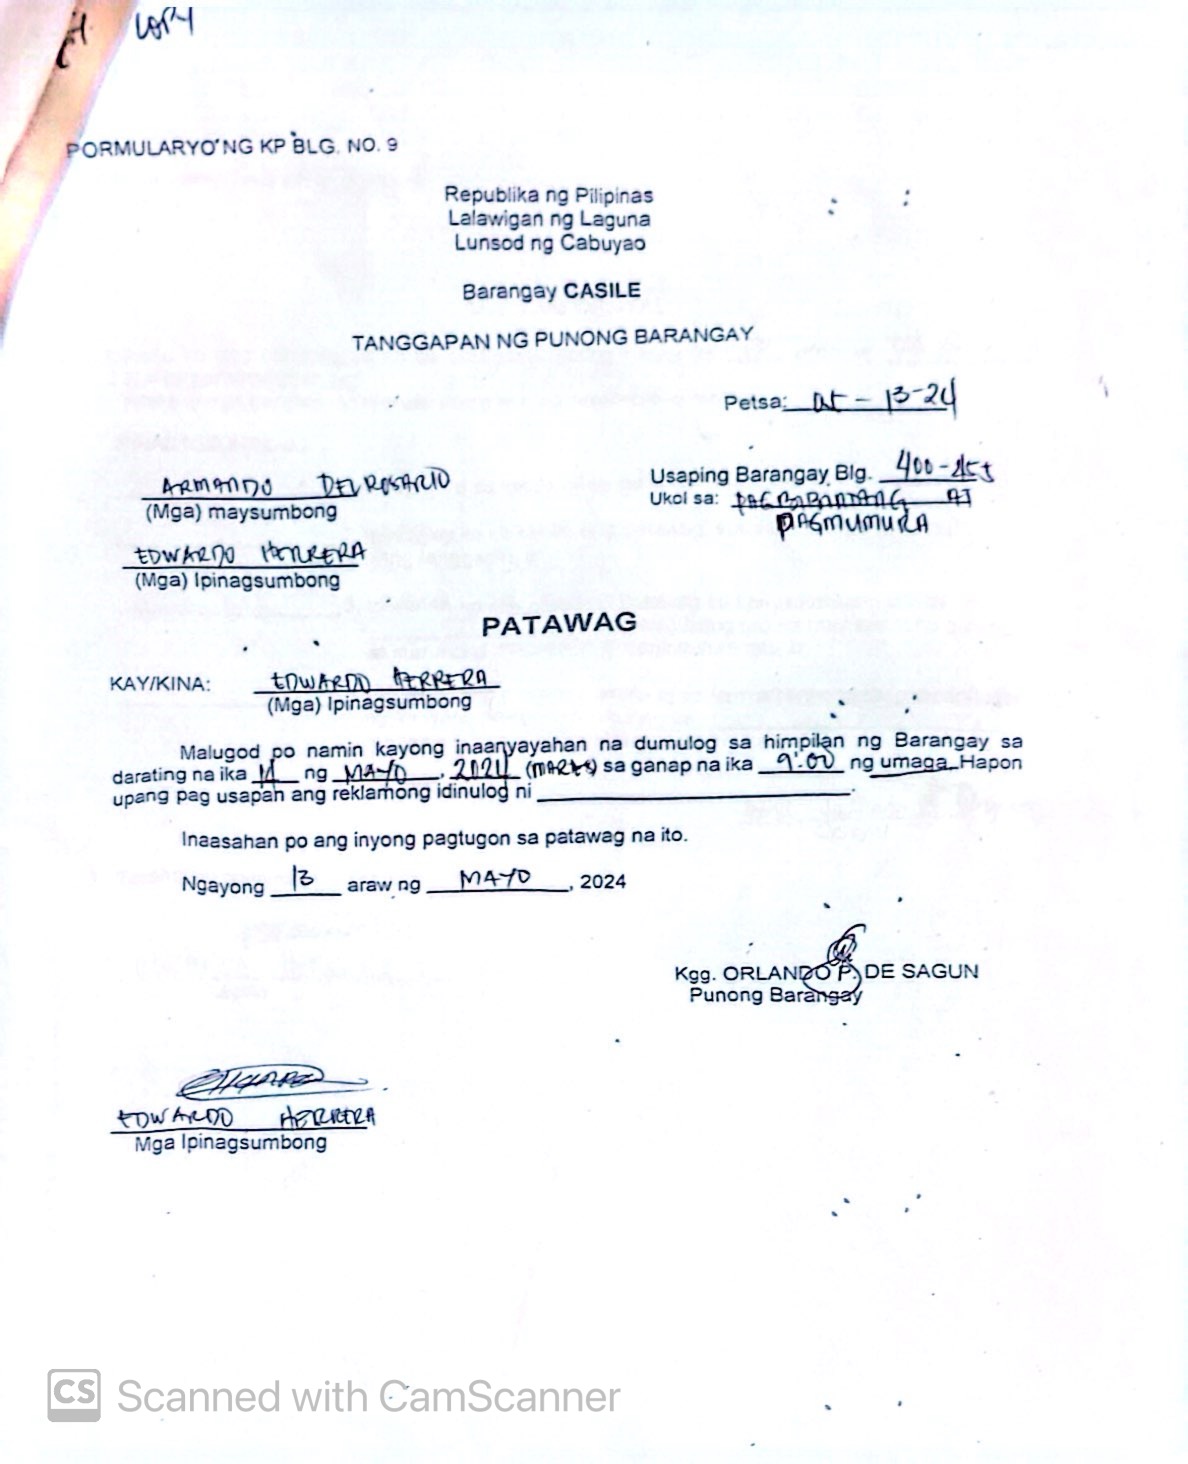 COPY
PORMULARYO NG KP BLG. NO. 9
Republika ng Pilipinas
Lalawigan ng Laguna
Lunsod ng Cabuyao
Barangay CASILE
TANGGAPAN NG PUNONG BARANGAY
Petsa: 05-13-24
ARMANDO DEL ROSARIO
(Mga) maysumbong
Usaping Barangay Blg. 400-
Ukol sa: PAGBABANTANG AT
PAGMUMURA
EDWARDO HERRERA
(Mga) Ipinagsumbong
PATAWAG
KAY/KINA: EDWARDO HERRERA
(Mga) Ipinagsumbong
Malugod po namin kayong inaanyayahan na dumulog sa himpilan ng Barangay sa
darating na ika 14 ng MAYO, 2024 (MARTES) sa ganap na ika 9:00 ng umaga Hapon
upang pag usapan ang reklamong idinulog ni
Inaasahan po ang inyong pagtugon sa patawag na ito.
Ngayong 13 araw ng MAYO, 2024
Kgg. ORLANDO P. DE SAGUN
Punong Barangay
EDWARDO HERRERA
Mga Ipinagsumbong
CS Scanned with CamScanner